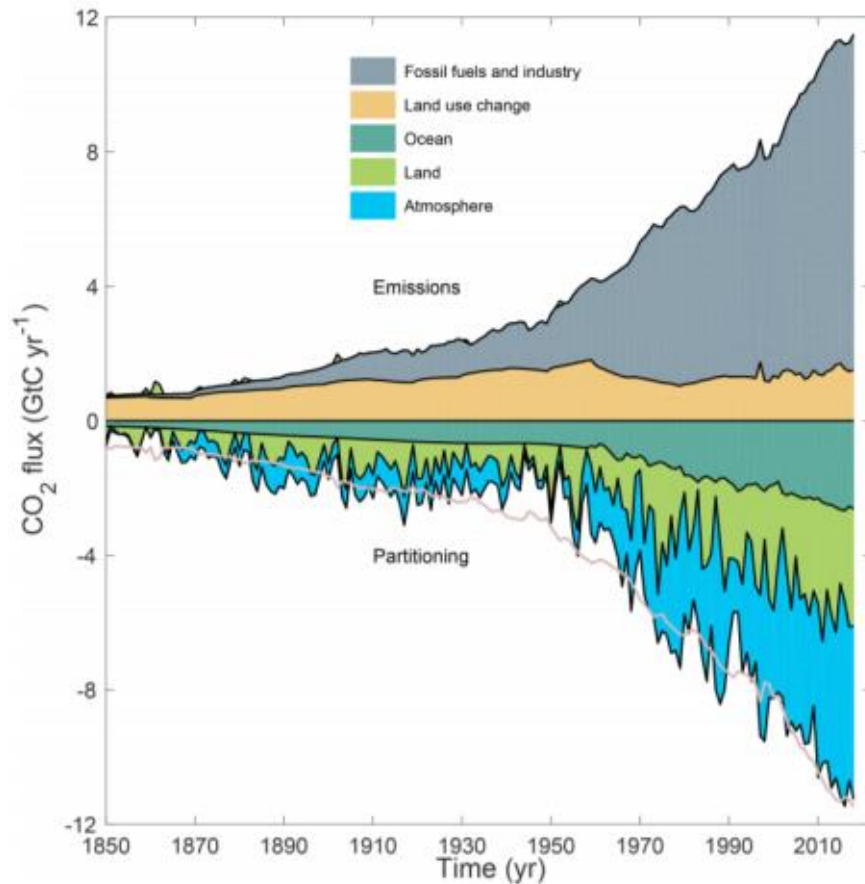 12
Fossil fuels and industry
Land use change
Ocean
8
Land
Atmosphere
4
Emissions
CO2 flux (GtC yr-1)
0
Partitioning
-4
-8
-12
1850 1870 1890 1910 1930 1950 1970 1990 2010
Time (yr)